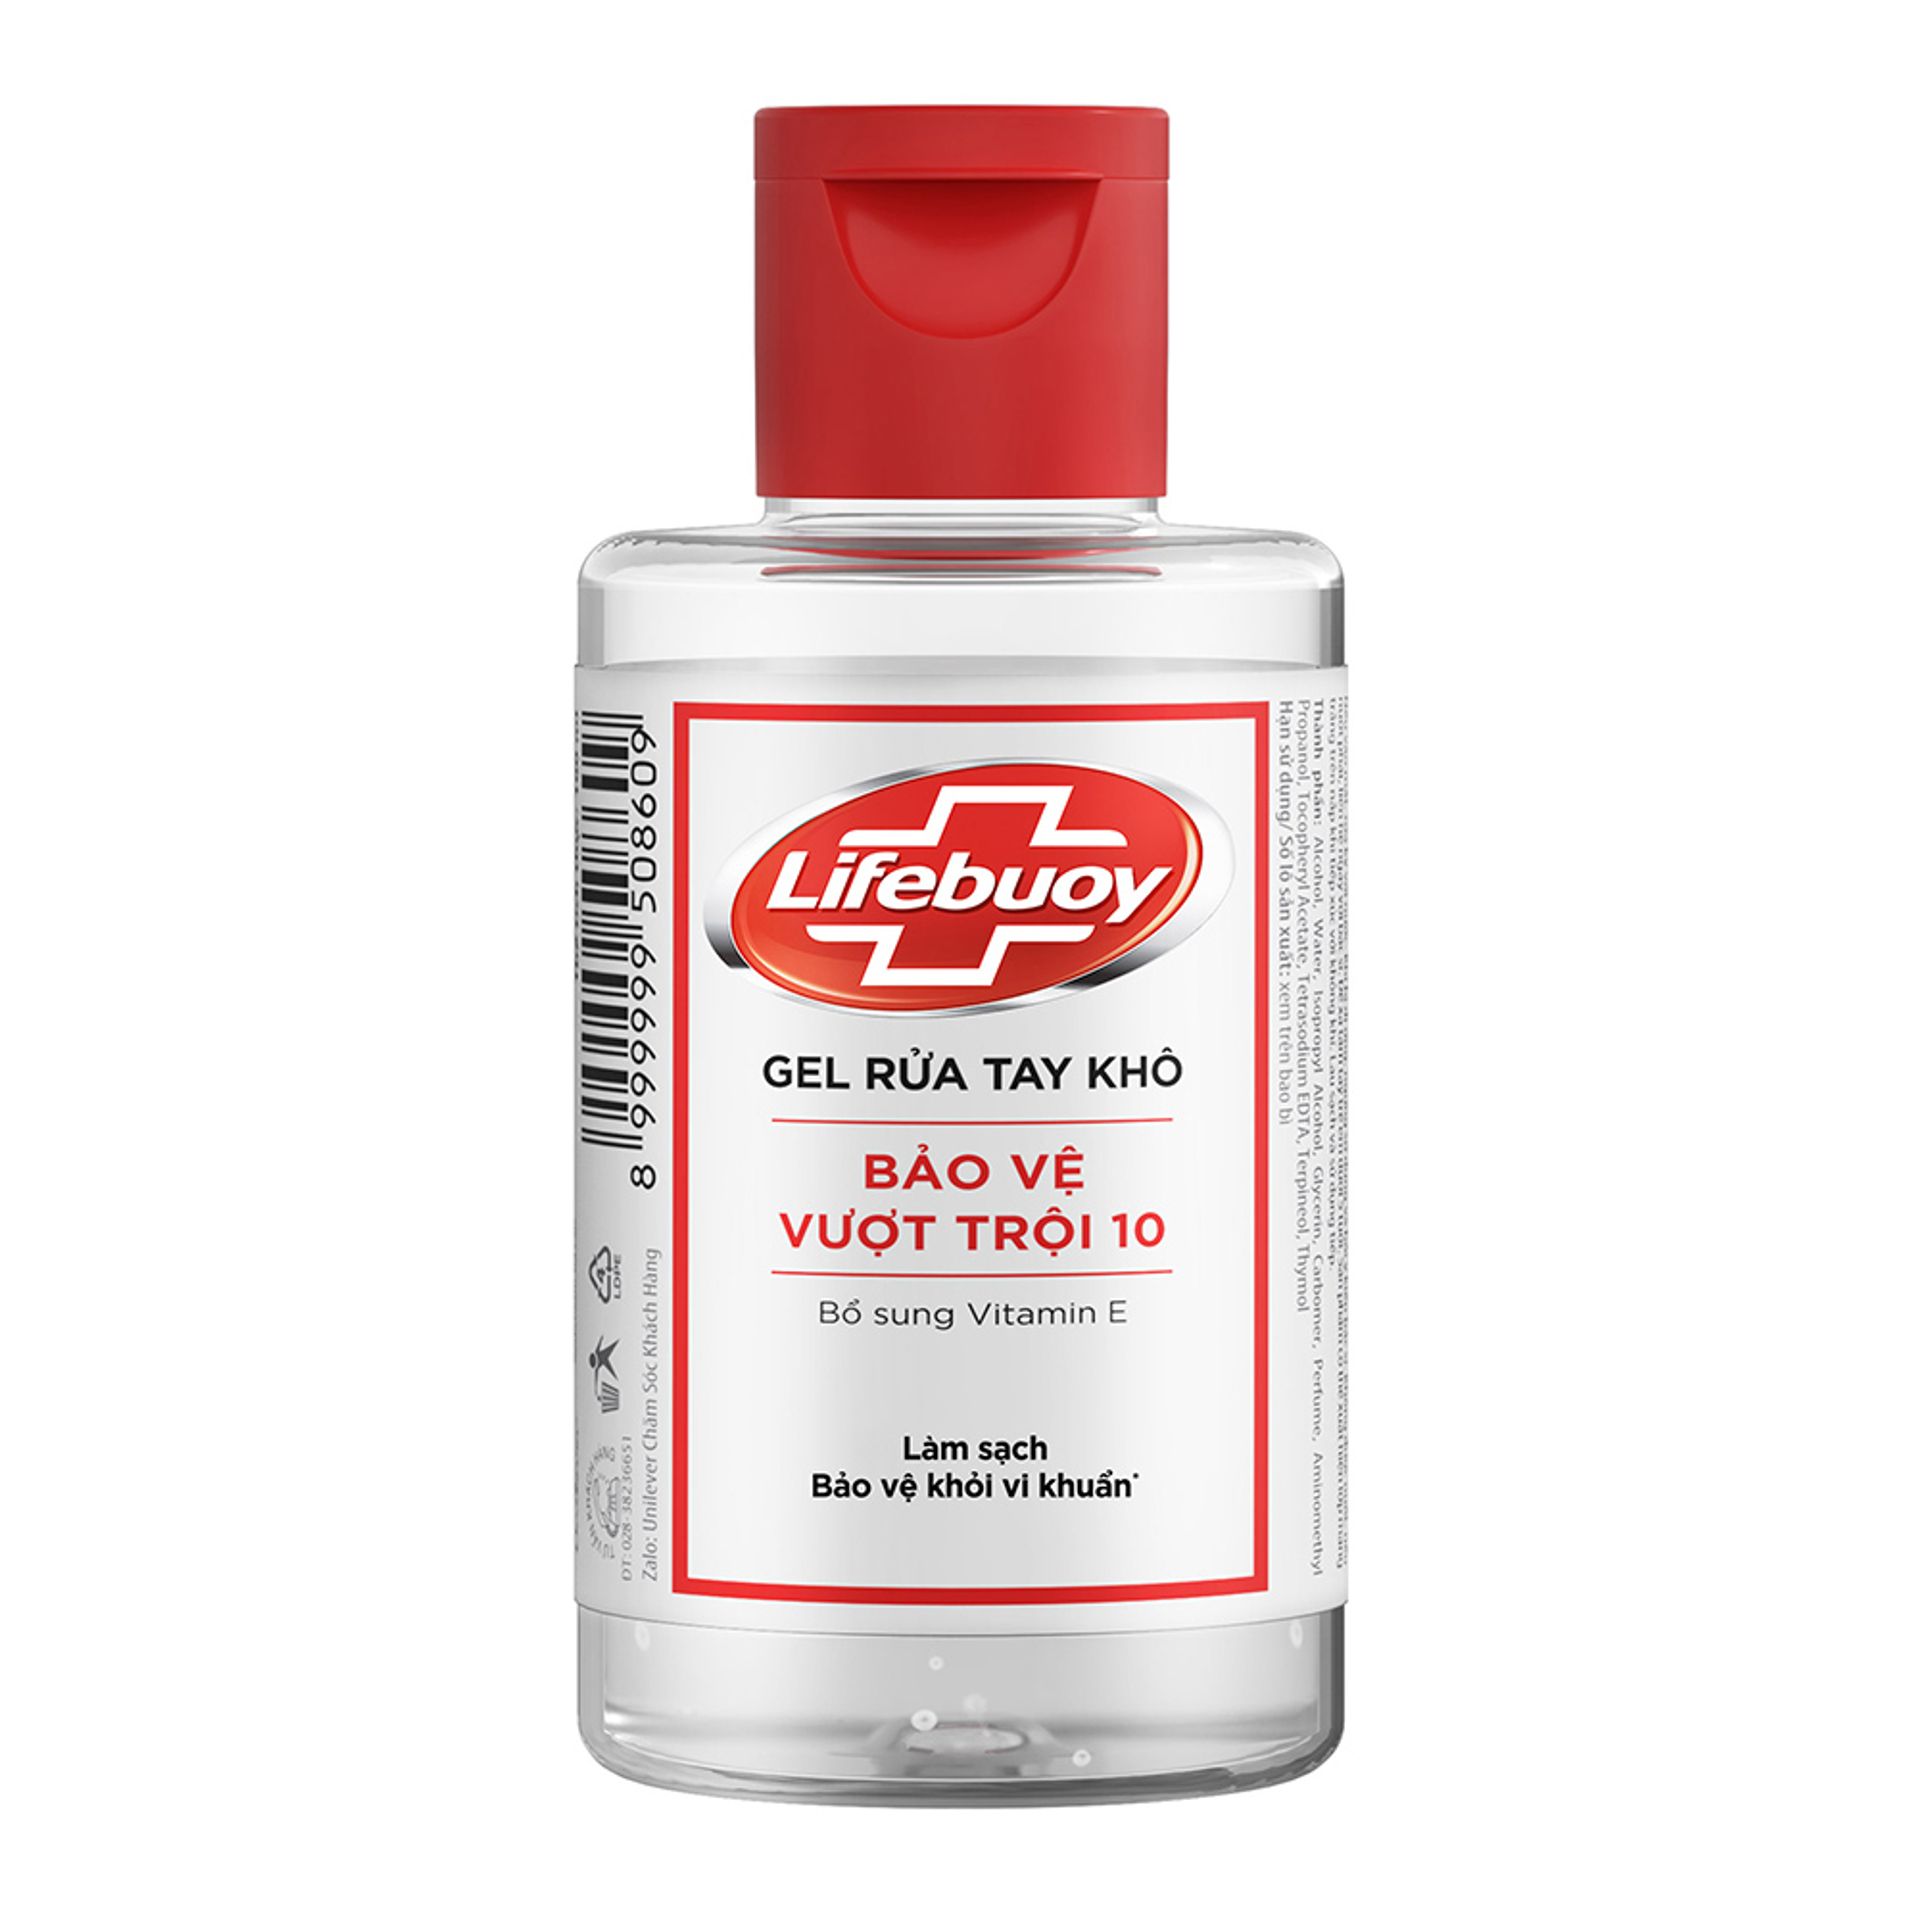 Lifebuoy
GEL RỬA TAY KHÔ
BẢO VỆ
VƯỢT TRỘI 10
Bổ sung Vitamin E
Làm sạch
Bảo vệ khỏi vi khuẩn*
8 999999 508609
4
LDPE
ĐT: 028-38236651
Zalo: Unilever Chăm Sóc Khách Hàng
Thành phần: Alcohol, Water, Isopropyl Alcohol, Glycerin, Carbomer, Perfume, Aminomethyl
Propanol, Tocopheryl Acetate, Tetrasodium EDTA, Terpineol, Thymol
Hạn sử dụng/ Số lô sản xuất: xem trên bao bì